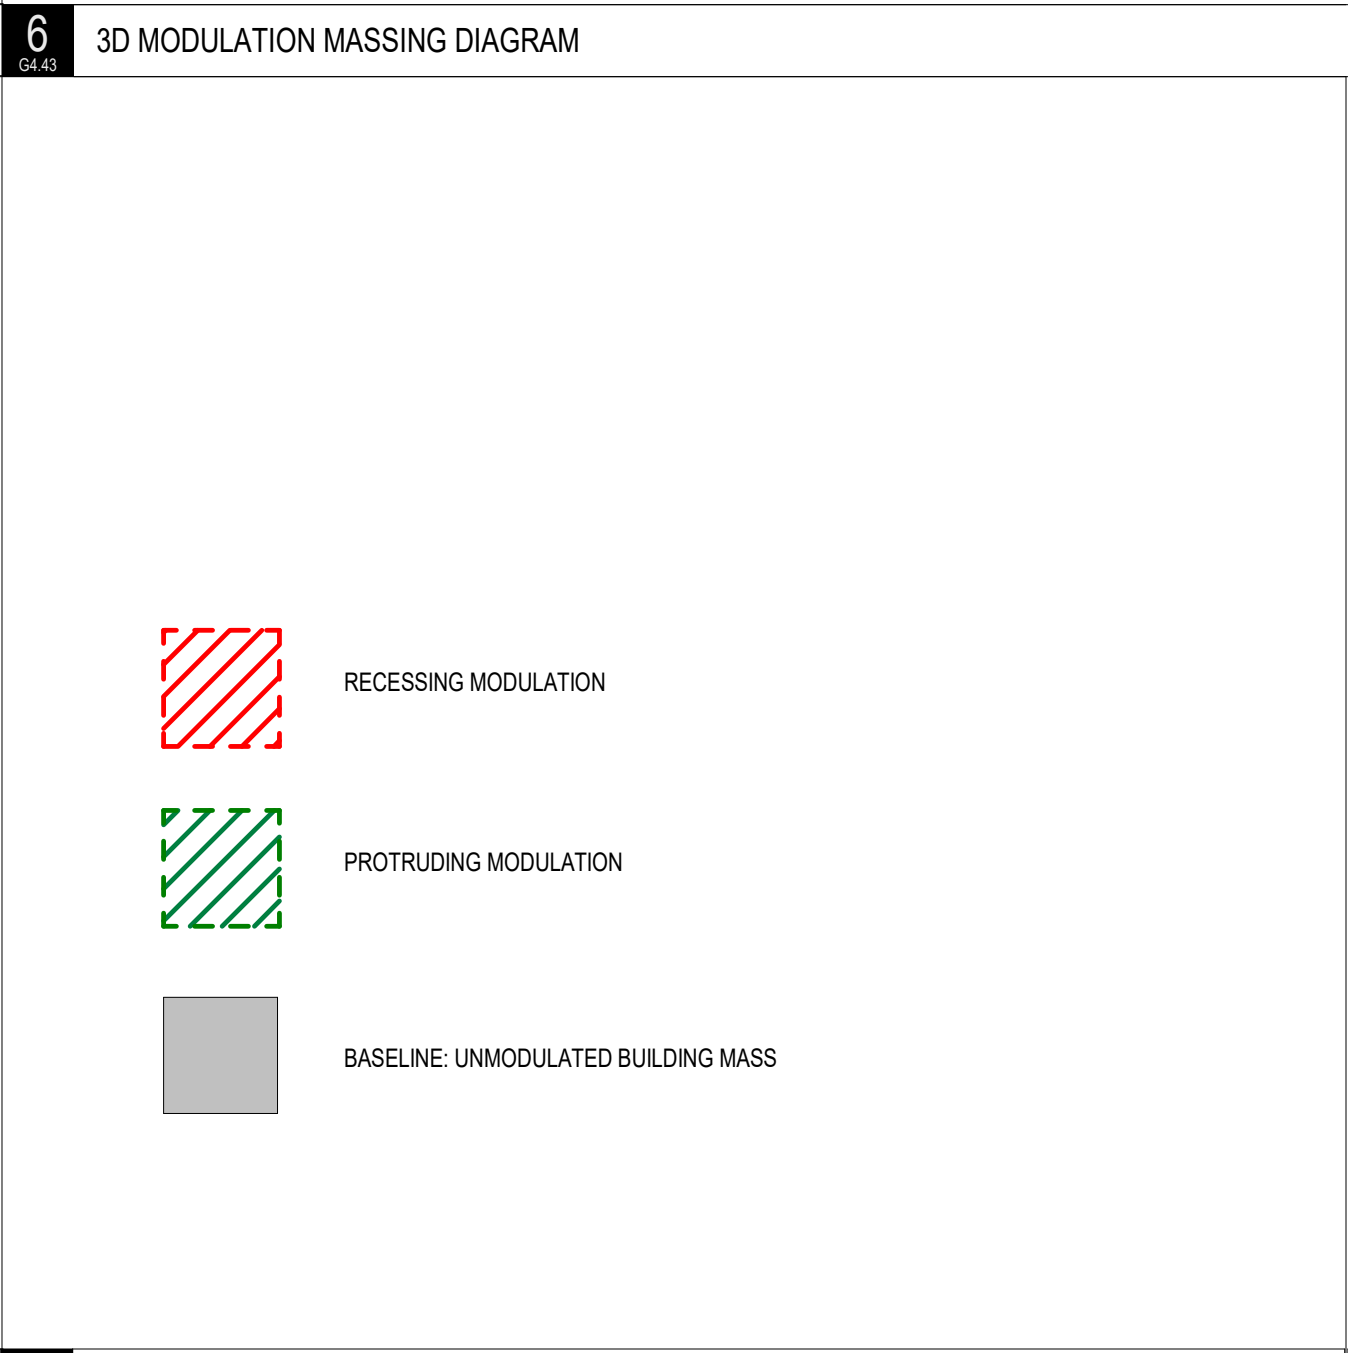 6
G4.43
3D MODULATION MASSING DIAGRAM
RECESSING MODULATION
PROTRUDING MODULATION
BASELINE: UNMODULATED BUILDING MASS